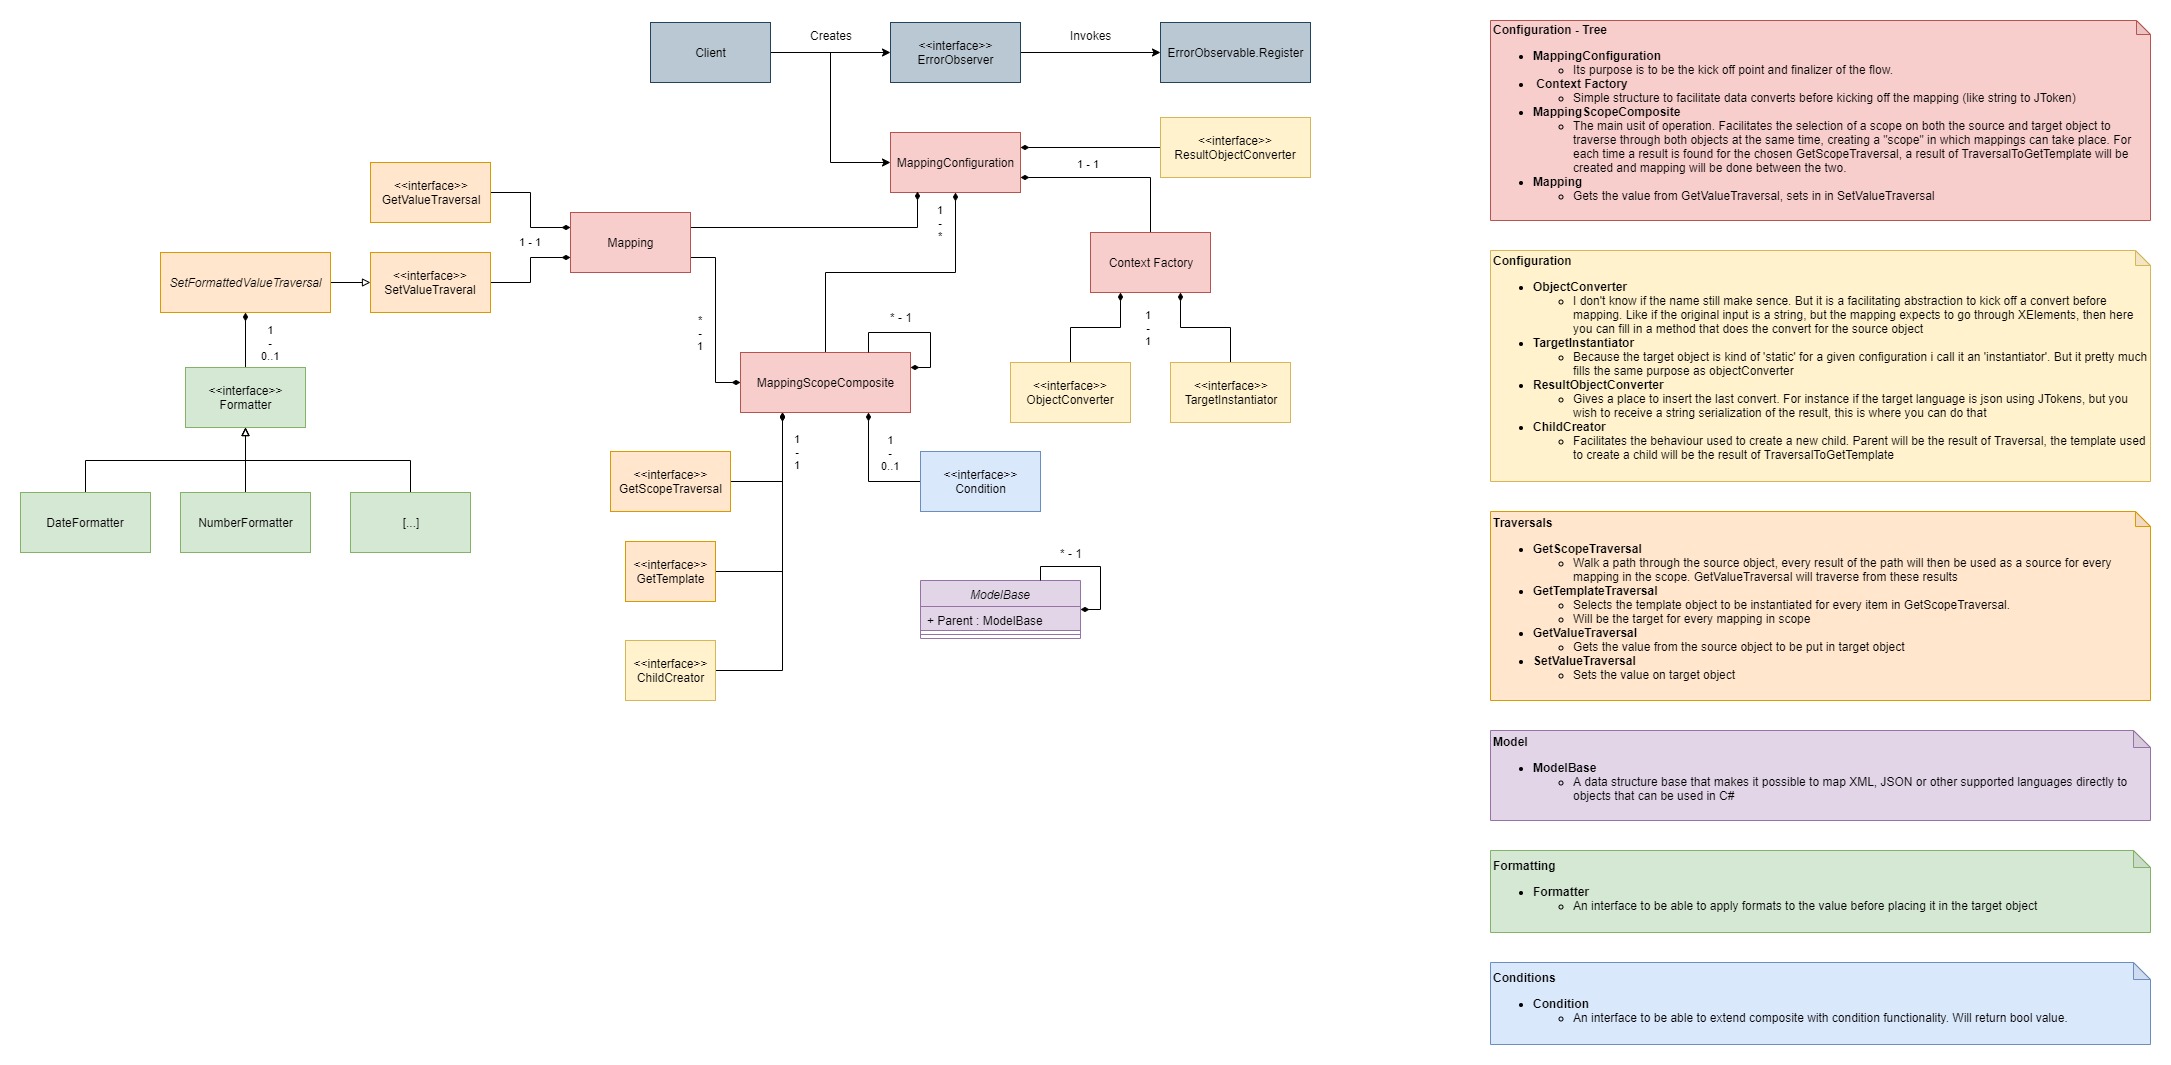 Client
Creates
<<interface>>
ErrorObserver
Invokes
ErrorObservable.Register
MappingConfiguration
<<interface>>
ResultObjectConverter
1 - 1
<<interface>>
GetValueTraversal
1 - 1
Mapping
1
-
*
Context Factory
SetFormattedValueTraversal
<<interface>>
SetValueTraveral
1
-
0..1
*
-
1
* - 1
1
-
1
<<interface>>
Formatter
MappingScopeComposite
<<interface>>
ObjectConverter
<<interface>>
TargetInstantiator
1
-
1
1
-
0..1
<<interface>>
GetScopeTraversal
<<interface>>
Condition
DateFormatter
NumberFormatter
[...]
<<interface>>
GetTemplate
* - 1
ModelBase
+ Parent : ModelBase
<<interface>>
ChildCreator
Configuration - Tree
• MappingConfiguration
Its purpose is to be the kick off point and finalizer of the flow.
• Context Factory
Simple structure to facilitate data converts before kicking off the mapping (like string to JToken)
• MappingScopeComposite
The main usit of operation. Facilitates the selection of a scope on both the source and target object to
traverse through both objects at the same time, creating a "scope" in which mappings can take place. For
each time a result is found for the chosen GetScopeTraversal, a result of TraversalToGetTemplate will be
created and mapping will be done between the two.
• Mapping
Gets the value from GetValueTraversal, sets in in SetValueTraversal
Configuration
• ObjectConverter
I don't know if the name still make sence. But it is a facilitating abstraction to kick off a convert before
mapping. Like if the original input is a string, but the mapping expects to go through XElements, then here
you can fill in a method that does the convert for the source object
• TargetInstantiator
Because the target object is kind of 'static' for a given configuration i call it an 'instantiator'. But it pretty much
fills the same purpose as objectConverter
• ResultObjectConverter
Gives a place to insert the last convert. For instance if the target language is json using JTokens, but you
wish to receive a string serialization of the result, this is where you can do that
• ChildCreator
Facilitates the behaviour used to create a new child. Parent will be the result of Traversal, the template used
to create a child will be the result of TraversalToGetTemplate
Traversals
• GetScopeTraversal
Walk a path through the source object, every result of the path will then be used as a source for every
mapping in the scope. GetValueTraversal will traverse from these results
• GetTemplateTraversal
Selects the template object to be instantiated for every item in GetScopeTraversal.
Will be the target for every mapping in scope
• GetValueTraversal
Gets the value from the source object to be put in target object
• SetValueTraversal
Sets the value on target object
Model
• ModelBase
A data structure base that makes it possible to map XML, JSON or other supported languages directly to
objects that can be used in C#
Formatting
• Formatter
An interface to be able to apply formats to the value before placing it in the target object
Conditions
• Condition
An interface to be able to extend composite with condition functionality. Will return bool value.